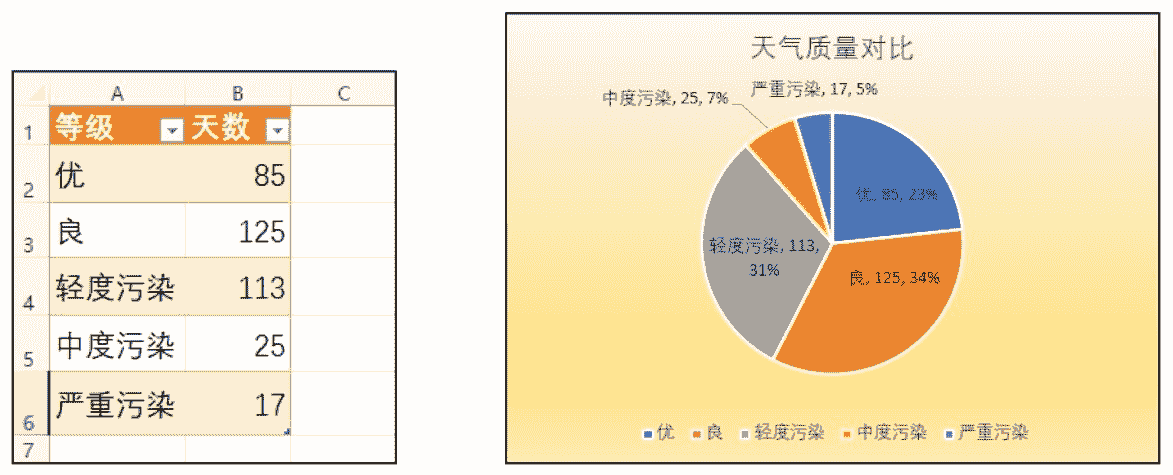 A B C
1 等级 天数
2 优 85
3 良 125
4 轻度污染 113
5 中度污染 25
6 严重污染 17
7
天气质量对比
严重污染, 17, 5%
中度污染, 25, 7%
优, 85, 23%
轻度污染, 113,
31%
良, 125, 34%
优 良 轻度污染 中度污染 严重污染